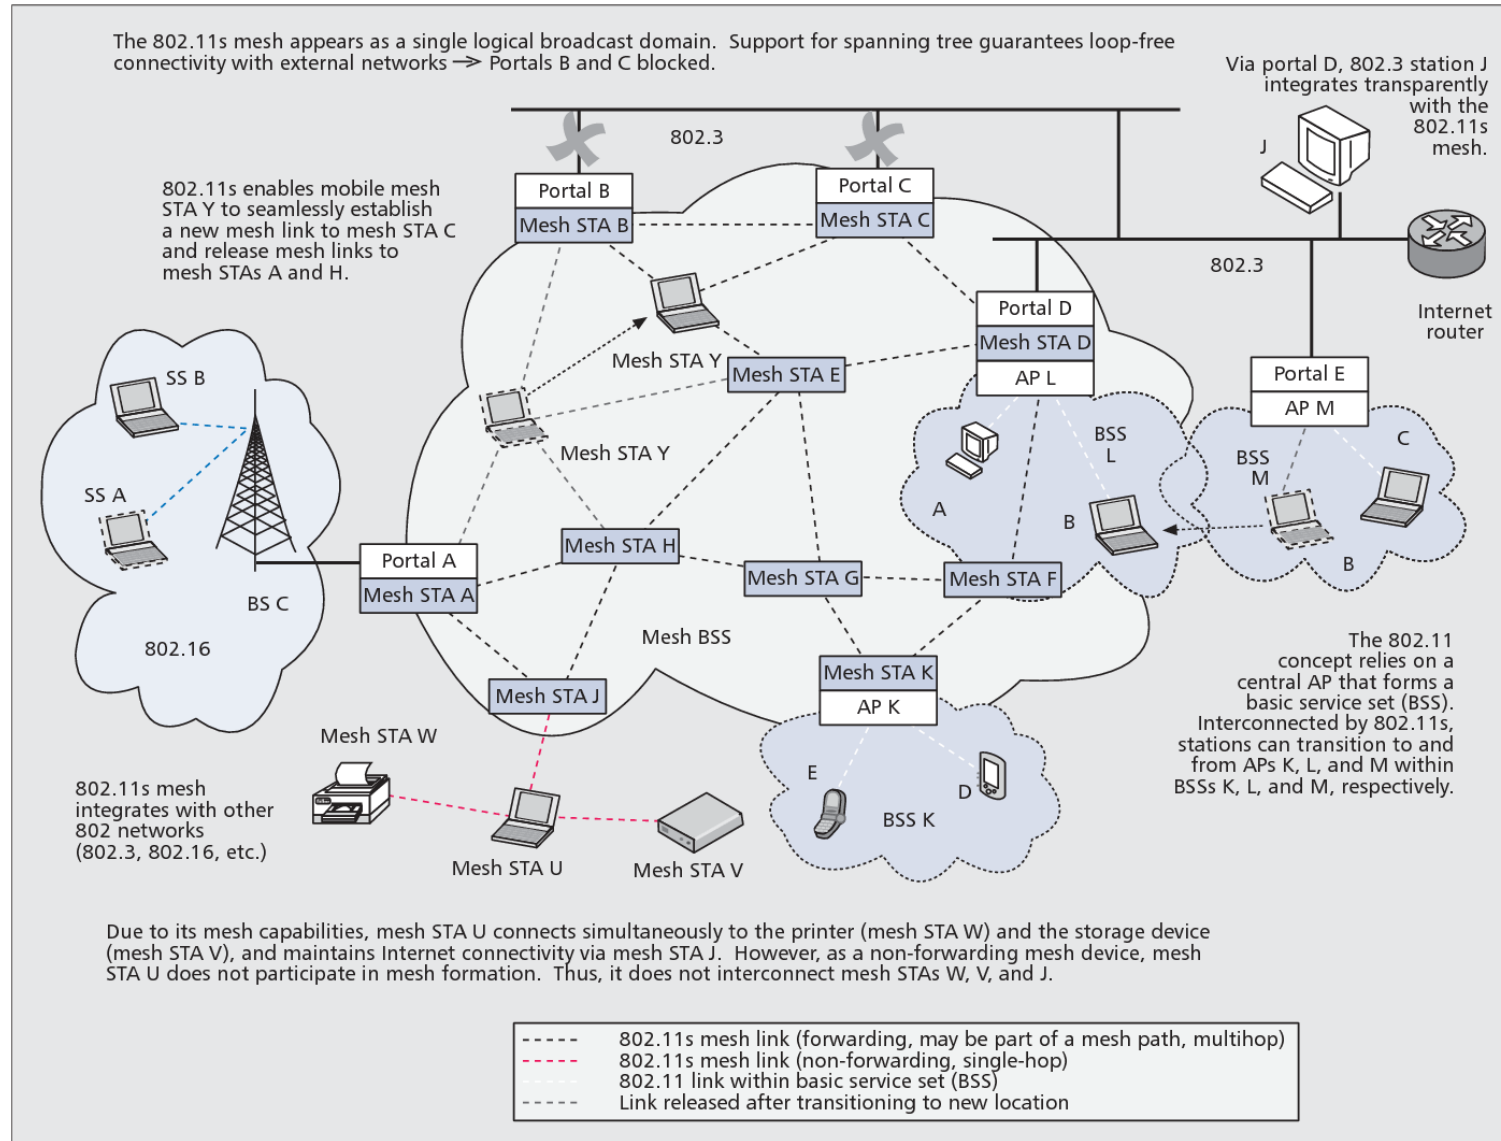 The 802.11s mesh appears as a single logical broadcast domain.  Support for spanning tree guarantees loop-free
connectivity with external networks → Portals B and C blocked.
Via portal D, 802.3 station J
integrates transparently
with the
802.11s
mesh.
J
802.3
802.11s enables mobile mesh
STA Y to seamlessly establish
a new mesh link to mesh STA C
and release mesh links to
mesh STAs A and H.
Portal B
Mesh STA B
Portal C
Mesh STA C
802.3
Internet
router
Portal D
Mesh STA D
AP L
Mesh STA Y
Mesh STA E
Portal E
AP M
SS B
SS A
BS C
802.16
Mesh STA Y
BSS
L
A
B
BSS
M
C
B
Portal A
Mesh STA A
Mesh STA H
Mesh STA G
Mesh STA F
Mesh BSS
Mesh STA K
AP K
Mesh STA J
The 802.11
concept relies on a
central AP that forms a
basic service set (BSS).
Interconnected by 802.11s,
stations can transition to and
from APs K, L, and M within
BSSs K, L, and M, respectively.
Mesh STA W
802.11s mesh
integrates with other
802 networks
(802.3, 802.16, etc.)
Mesh STA U
Mesh STA V
E
D
BSS K
Due to its mesh capabilities, mesh STA U connects simultaneously to the printer (mesh STA W) and the storage device
(mesh STA V), and maintains Internet connectivity via mesh STA J.  However, as a non-forwarding mesh device, mesh
STA U does not participate in mesh formation.  Thus, it does not interconnect mesh STAs W, V, and J.
802.11s mesh link (forwarding, may be part of a mesh path, multihop)
802.11s mesh link (non-forwarding, single-hop)
802.11 link within basic service set (BSS)
Link released after transitioning to new location